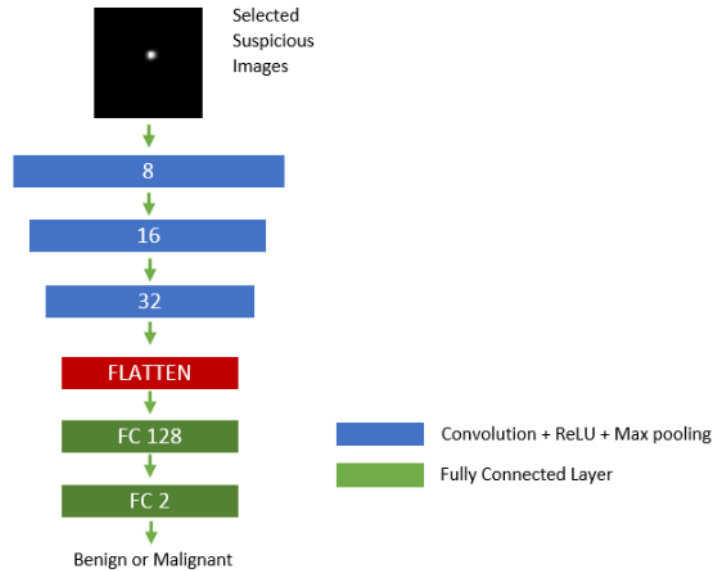 Selected
Suspicious
Images
8
16
32
FLATTEN
FC 128
FC 2
Benign or Malignant
Convolution + ReLU + Max pooling
Fully Connected Layer